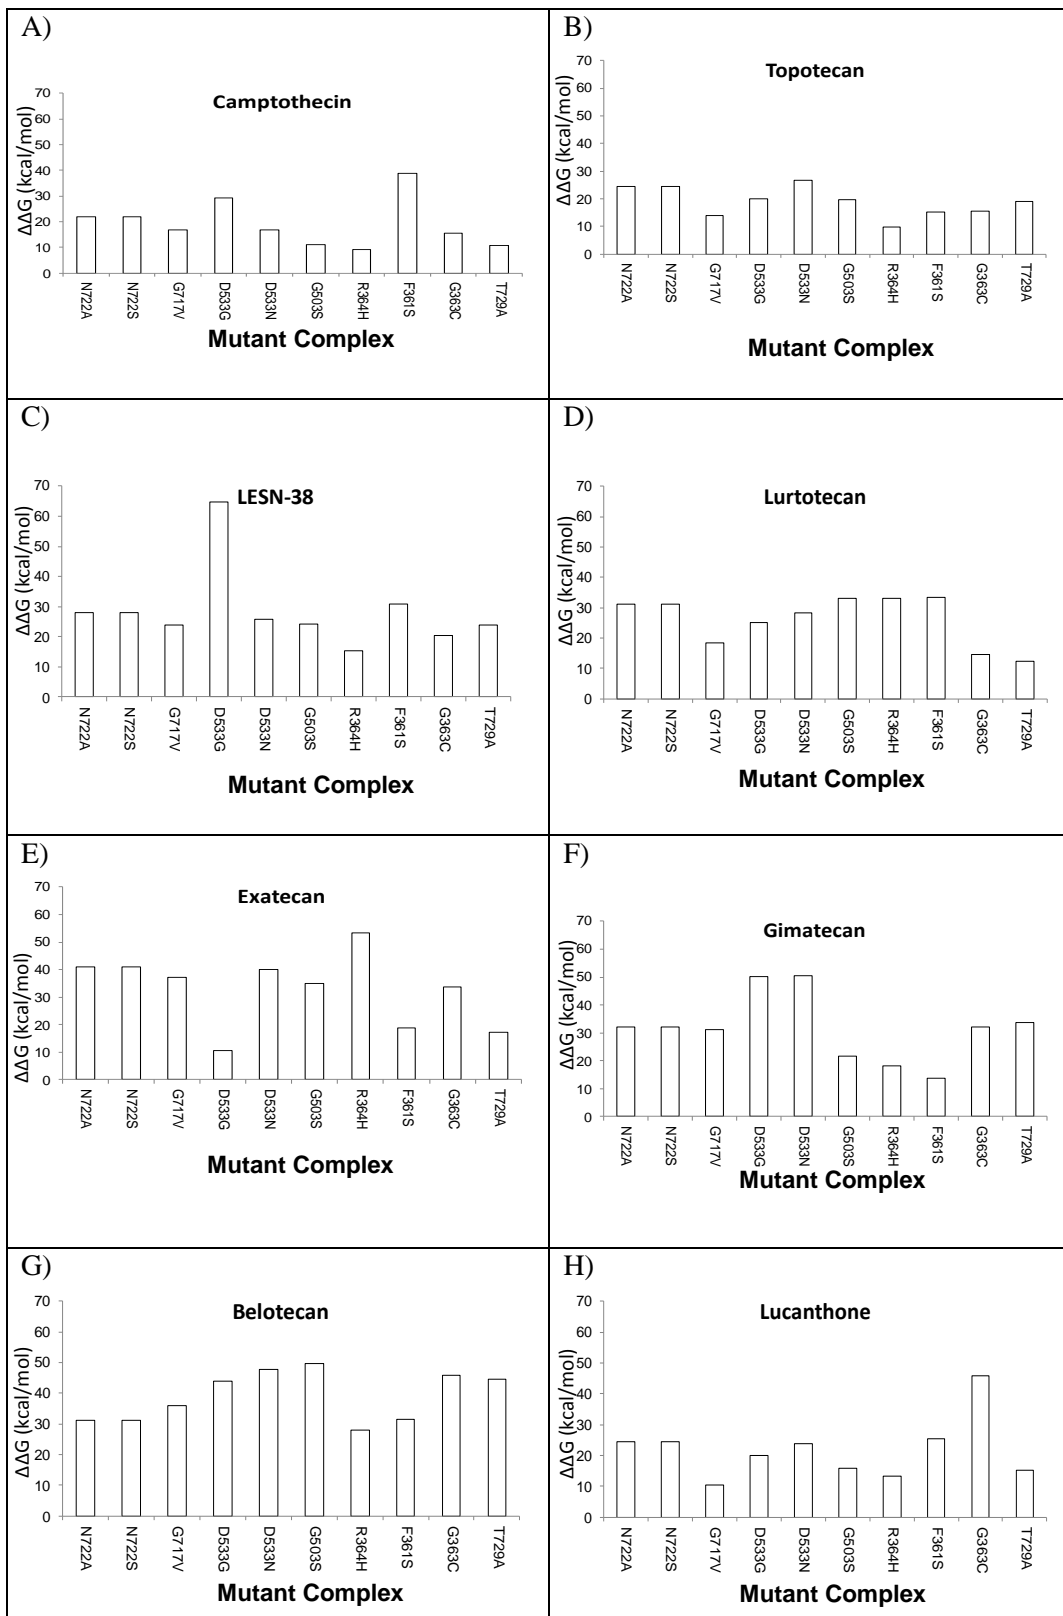 A)
Camptothecin
ΔΔG (kcal/mol)
70
60
50
40
30
20
10
0
N722A
N722S
G717V
D533G
D533N
G503S
R364H
F361S
G363C
T729A
Mutant Complex
B)
Topotecan
ΔΔG (kcal/mol)
70
60
50
40
30
20
10
0
N722A
N722S
G717V
D533G
D533N
G503S
R364H
F361S
G363C
T729A
Mutant Complex
C)
LESN-38
ΔΔG (kcal/mol)
70
60
50
40
30
20
10
0
N722A
N722S
G717V
D533G
D533N
G503S
R364H
F361S
G363C
T729A
Mutant Complex
D)
Lurtotecan
ΔΔG (kcal/mol)
70
60
50
40
30
20
10
0
N722A
N722S
G717V
D533G
D533N
G503S
R364H
F361S
G363C
T729A
Mutant Complex
E)
Exatecan
ΔΔG (kcal/mol)
70
60
50
40
30
20
10
0
N722A
N722S
G717V
D533G
D533N
G503S
R364H
F361S
G363C
T729A
Mutant Complex
F)
Gimatecan
ΔΔG (kcal/mol)
70
60
50
40
30
20
10
0
N722A
N722S
G717V
D533G
D533N
G503S
R364H
F361S
G363C
T729A
Mutant Complex
G)
Belotecan
ΔΔG (kcal/mol)
70
60
50
40
30
20
10
0
N722A
N722S
G717V
D533G
D533N
G503S
R364H
F361S
G363C
T729A
Mutant Complex
H)
Lucanthone
ΔΔG (kcal/mol)
70
60
50
40
30
20
10
0
N722A
N722S
G717V
D533G
D533N
G503S
R364H
F361S
G363C
T729A
Mutant Complex